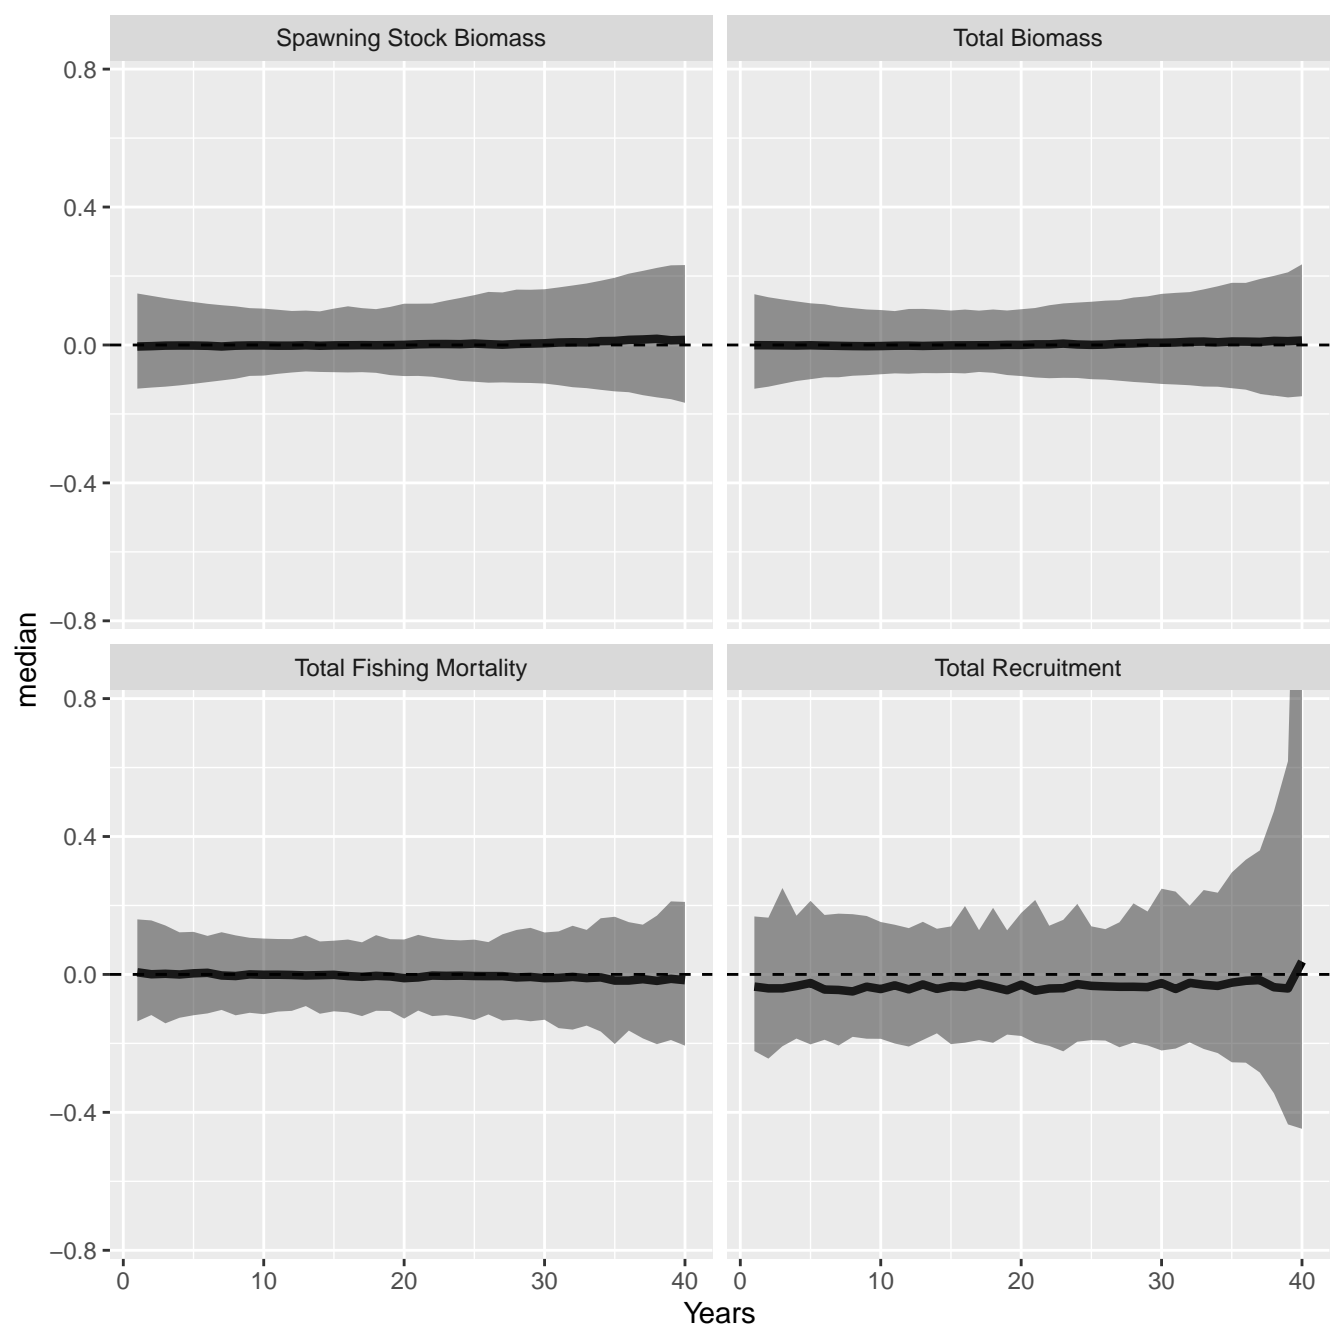 Spawning Stock Biomass
Total Biomass
0.8
0.4
0.0
−0.4
−0.8
median
Total Fishing Mortality
Total Recruitment
0.8
0.4
0.0
−0.4
−0.8
0 10 20 30 40
0 10 20 30 40
Years